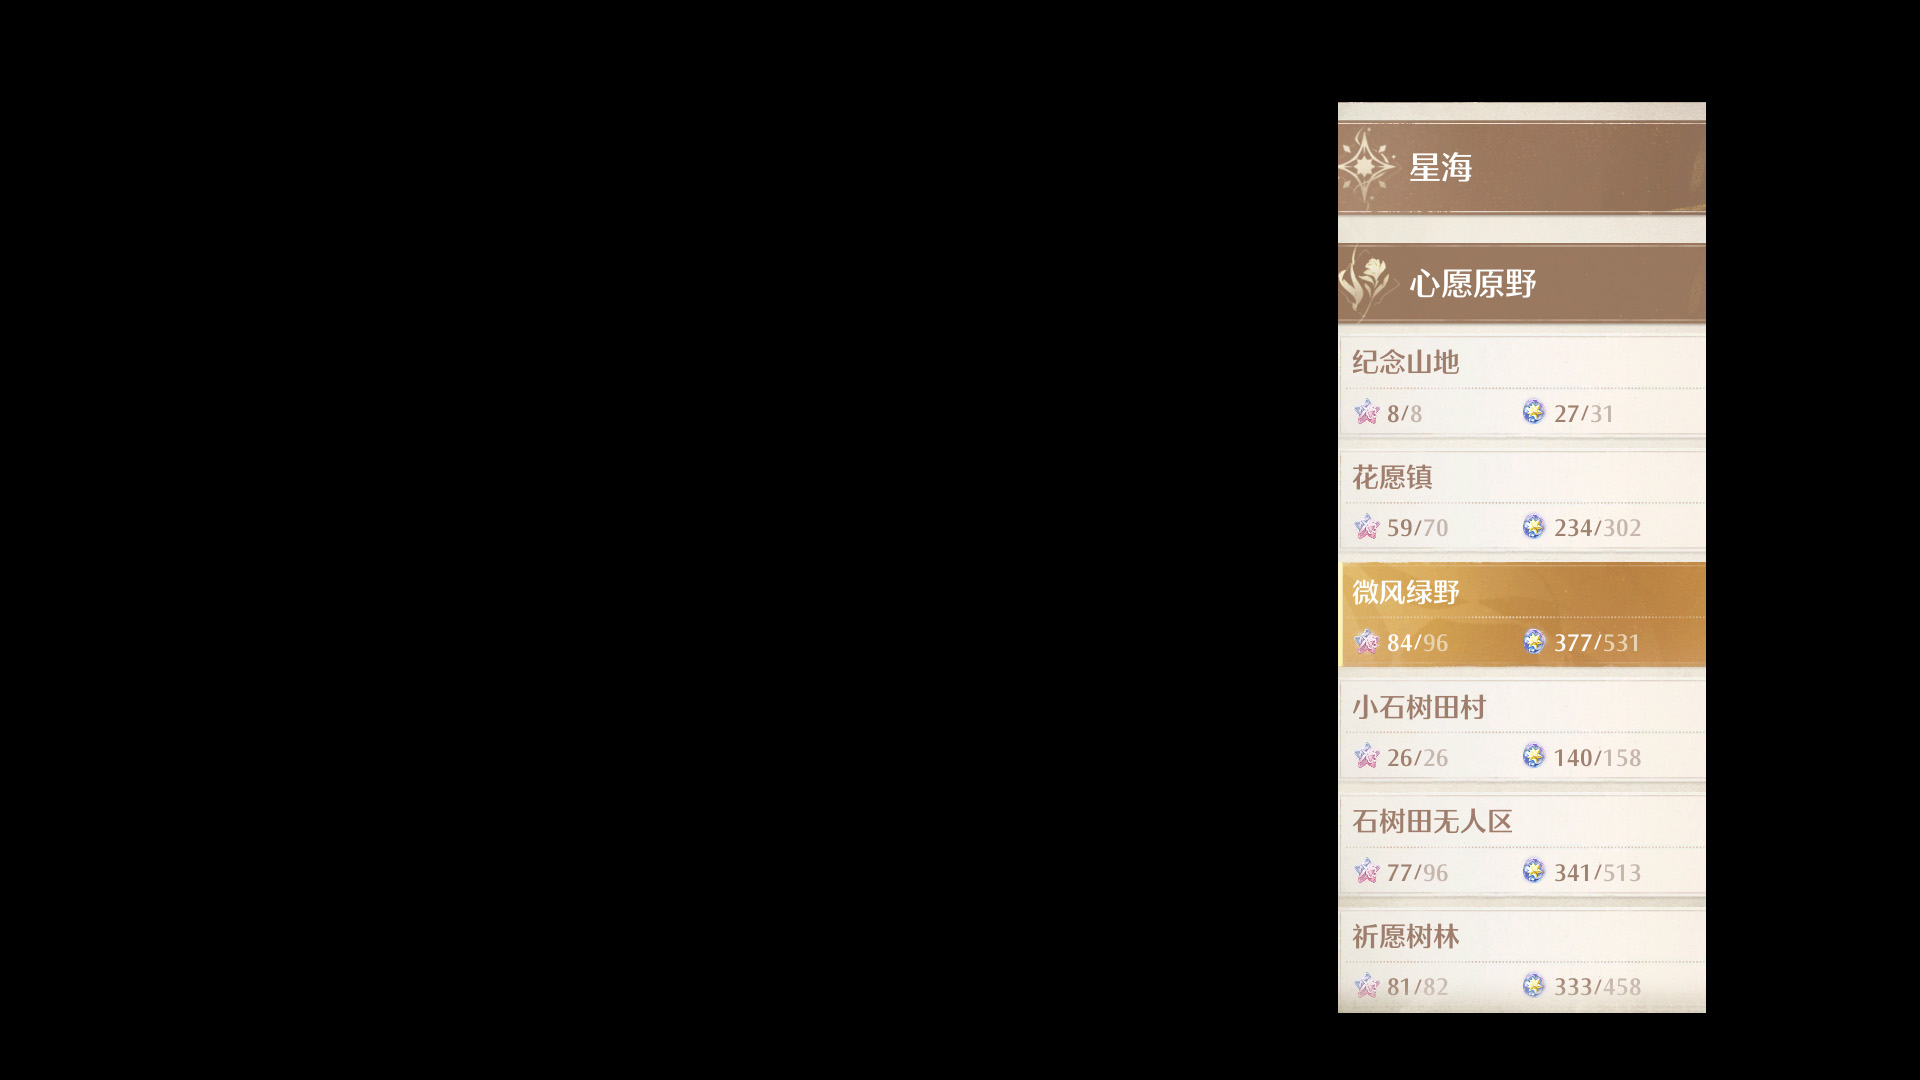 星海
心愿原野
纪念山地
8/8 27/31
花愿镇
59/70 234/302
微风绿野
84/96 377/531
小石树田村
26/26 140/158
石树田无人区
77/96 341/513
祈愿树林
81/82 333/458